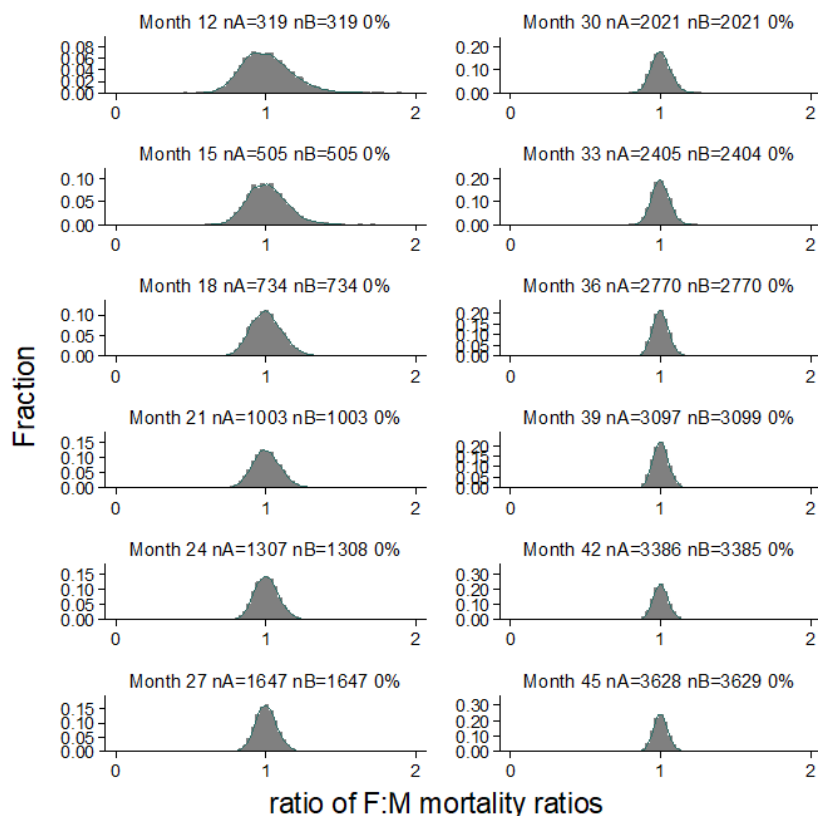 Month 12 nA=319 nB=319 0%
0.08
0.06
0.04
0.02
0.00
0 1 2
Month 15 nA=505 nB=505 0%
0.10
0.05
0.00
0 1 2
Month 18 nA=734 nB=734 0%
0.10
0.05
0.00
0 1 2
Month 21 nA=1003 nB=1003 0%
0.15
0.10
0.05
0.00
0 1 2
Month 24 nA=1307 nB=1308 0%
0.15
0.10
0.05
0.00
0 1 2
Month 27 nA=1647 nB=1647 0%
0.15
0.10
0.05
0.00
0 1 2
Month 30 nA=2021 nB=2021 0%
0.20
0.10
0.00
0 1 2
Month 33 nA=2405 nB=2404 0%
0.20
0.10
0.00
0 1 2
Month 36 nA=2770 nB=2770 0%
0.20
0.15
0.10
0.05
0.00
0 1 2
Month 39 nA=3097 nB=3099 0%
0.20
0.15
0.10
0.05
0.00
0 1 2
Month 42 nA=3386 nB=3385 0%
0.30
0.20
0.10
0.00
0 1 2
Month 45 nA=3628 nB=3629 0%
0.30
0.20
0.10
0.00
0 1 2
Fraction
ratio of F:M mortality ratios